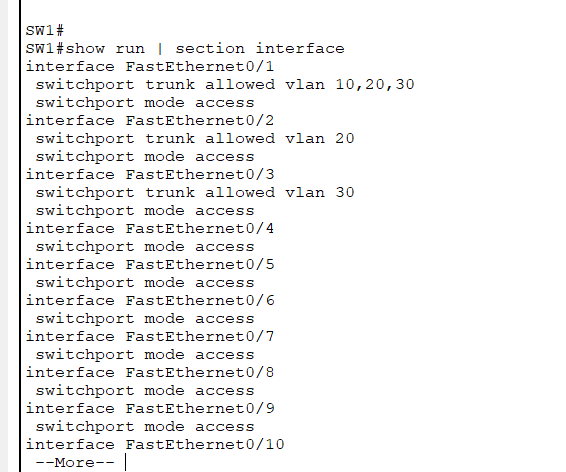 SW1#
SW1#show run | section interface
interface FastEthernet0/1
 switchport trunk allowed vlan 10,20,30
 switchport mode access
interface FastEthernet0/2
 switchport trunk allowed vlan 20
 switchport mode access
interface FastEthernet0/3
 switchport trunk allowed vlan 30
 switchport mode access
interface FastEthernet0/4
 switchport mode access
interface FastEthernet0/5
 switchport mode access
interface FastEthernet0/6
 switchport mode access
interface FastEthernet0/7
 switchport mode access
interface FastEthernet0/8
 switchport mode access
interface FastEthernet0/9
 switchport mode access
interface FastEthernet0/10
 --More--